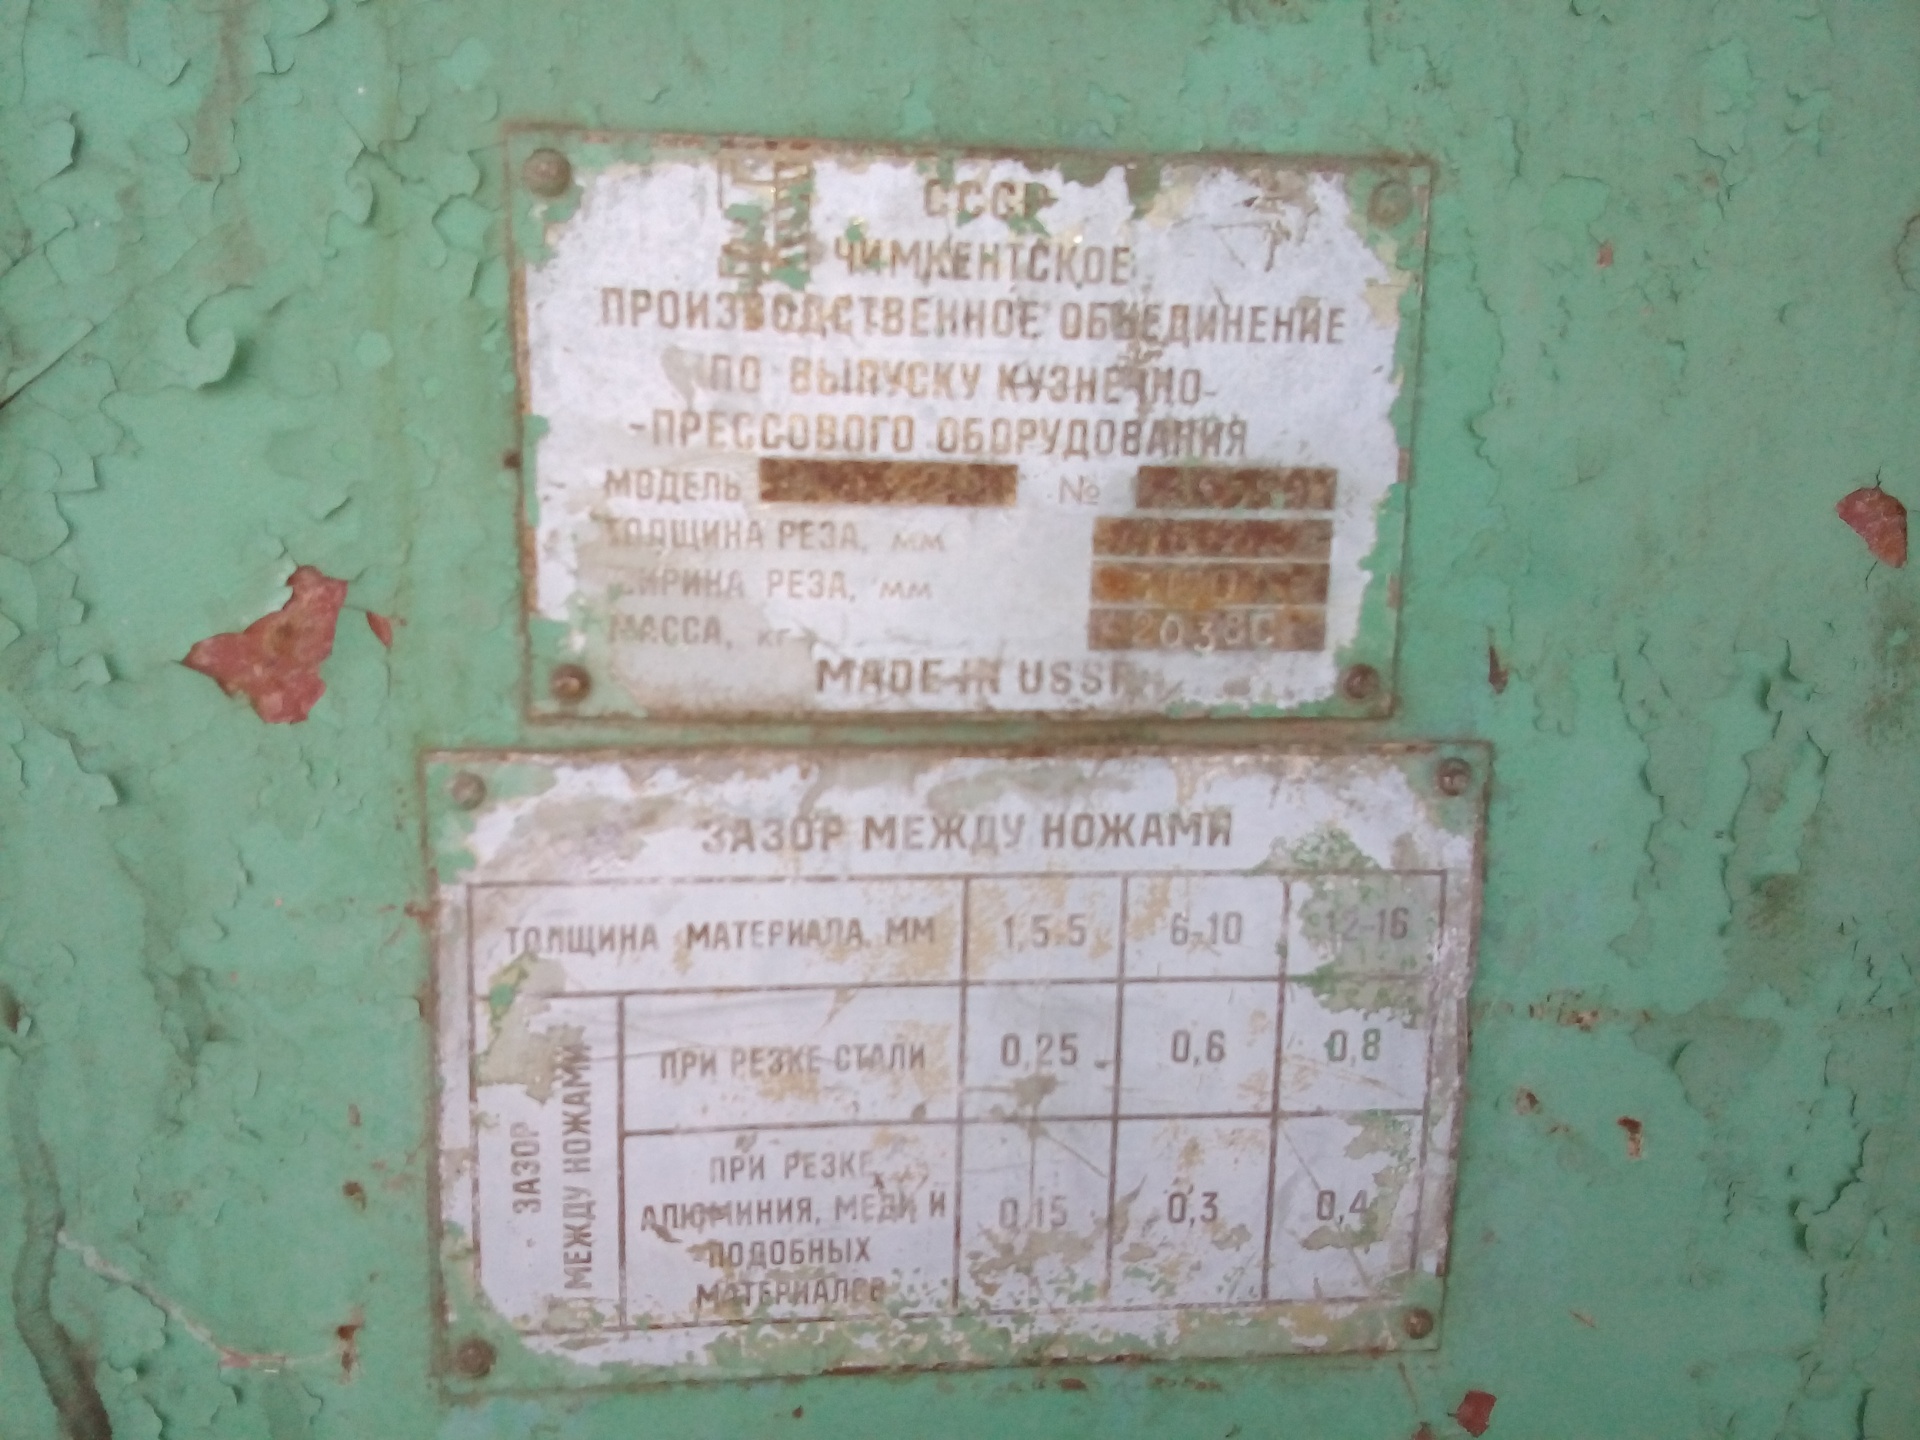 СССР
ЧИМКЕНТСКОЕ
ПРОИЗВОДСТВЕННОЕ ОБЪЕДИНЕНИЕ
ПО ВЫПУСКУ КУЗНЕЧНО-
-ПРЕССОВОГО ОБОРУДОВАНИЯ
МОДЕЛЬ №
ТОЛЩИНА РЕЗА, мм
ШИРИНА РЕЗА, мм
МАССА, кг
MADE IN USSR
ЗАЗОР МЕЖДУ НОЖАМИ
ТОЛЩИНА МАТЕРИАЛА, ММ 1,5-5 6-10 12-16
ЗАЗОР
МЕЖДУ НОЖАМИ
ПРИ РЕЗКЕ СТАЛИ 0,25 0,6 0,8
ПРИ РЕЗКЕ
АЛЮМИНИЯ, МЕДИ И 0,15 0,3 0,4
ПОДОБНЫХ
МАТЕРИАЛОВ